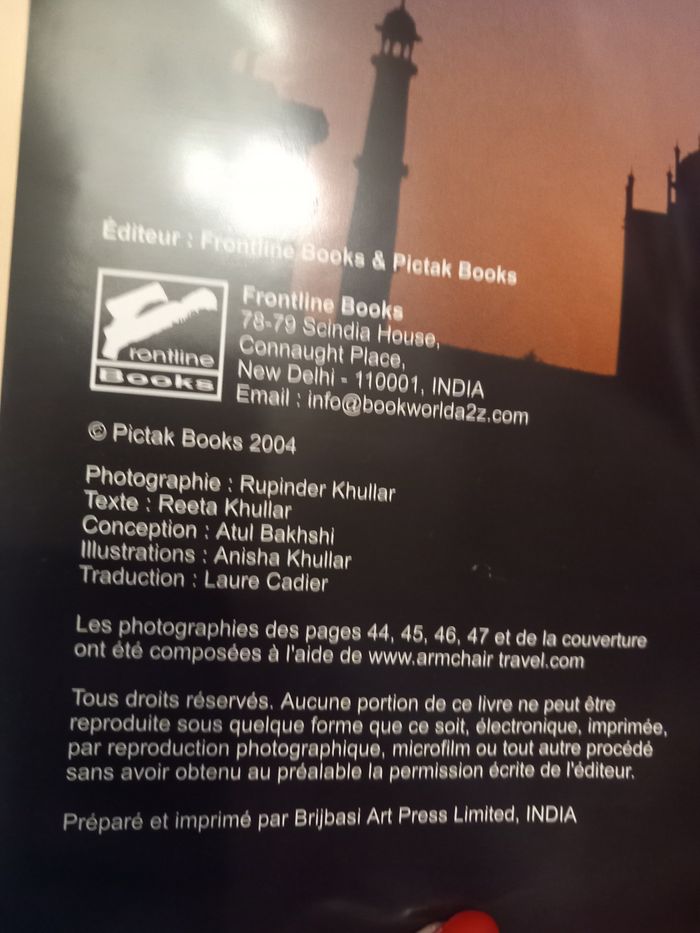 Éditeur : Frontline Books & Pictak Books
Frontline Books
78-79 Scindia House,
Connaught Place,
New Delhi - 110001, INDIA
Email : info@bookworlda2z.com
Frontline
Books
© Pictak Books 2004
Photographie : Rupinder Khullar
Texte : Reeta Khullar
Conception : Atul Bakhshi
Illustrations : Anisha Khullar
Traduction : Laure Cadier
Les photographies des pages 44, 45, 46, 47 et de la couverture
ont été composées à l'aide de www.armchair travel.com
Tous droits réservés. Aucune portion de ce livre ne peut être
reproduite sous quelque forme que ce soit, électronique, imprimée,
par reproduction photographique, microfilm ou tout autre procédé
sans avoir obtenu au préalable la permission écrite de l'éditeur.
Préparé et imprimé par Brijbasi Art Press Limited, INDIA